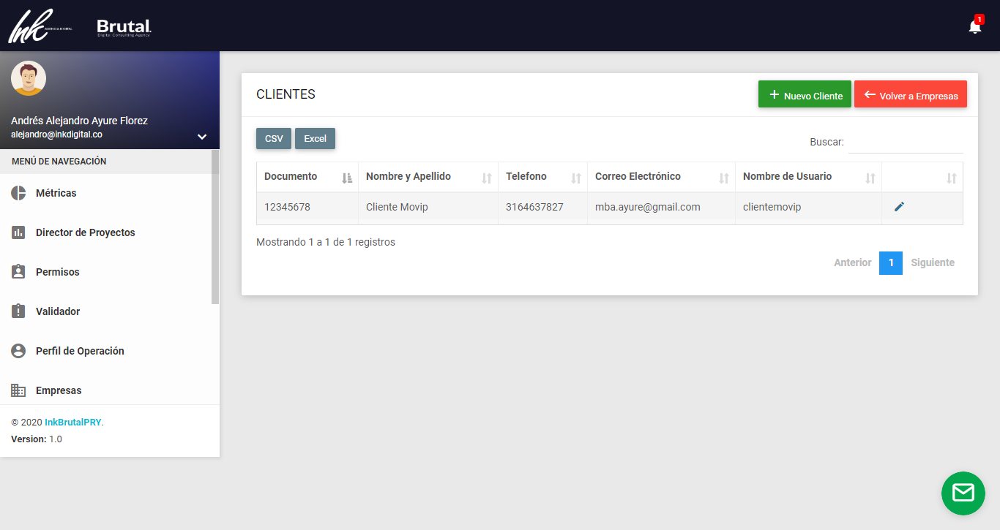 Ink AGENCIA DIGITAL
Brutal.
Digital Consulting Agency
1
Andrés Alejandro Ayure Florez
alejandro@inkdigital.co
MENÚ DE NAVEGACIÓN
Métricas
Director de Proyectos
Permisos
Validador
Perfil de Operación
Empresas
© 2020 InkBrutalPRY.
Version: 1.0
CLIENTES
Nuevo Cliente
Volver a Empresas
CSV
Excel
Buscar:
Documento Nombre y Apellido Telefono Correo Electrónico Nombre de Usuario
12345678 Cliente Movip 3164637827 mba.ayure@gmail.com clientemovip
Mostrando 1 a 1 de 1 registros
Anterior 1 Siguiente